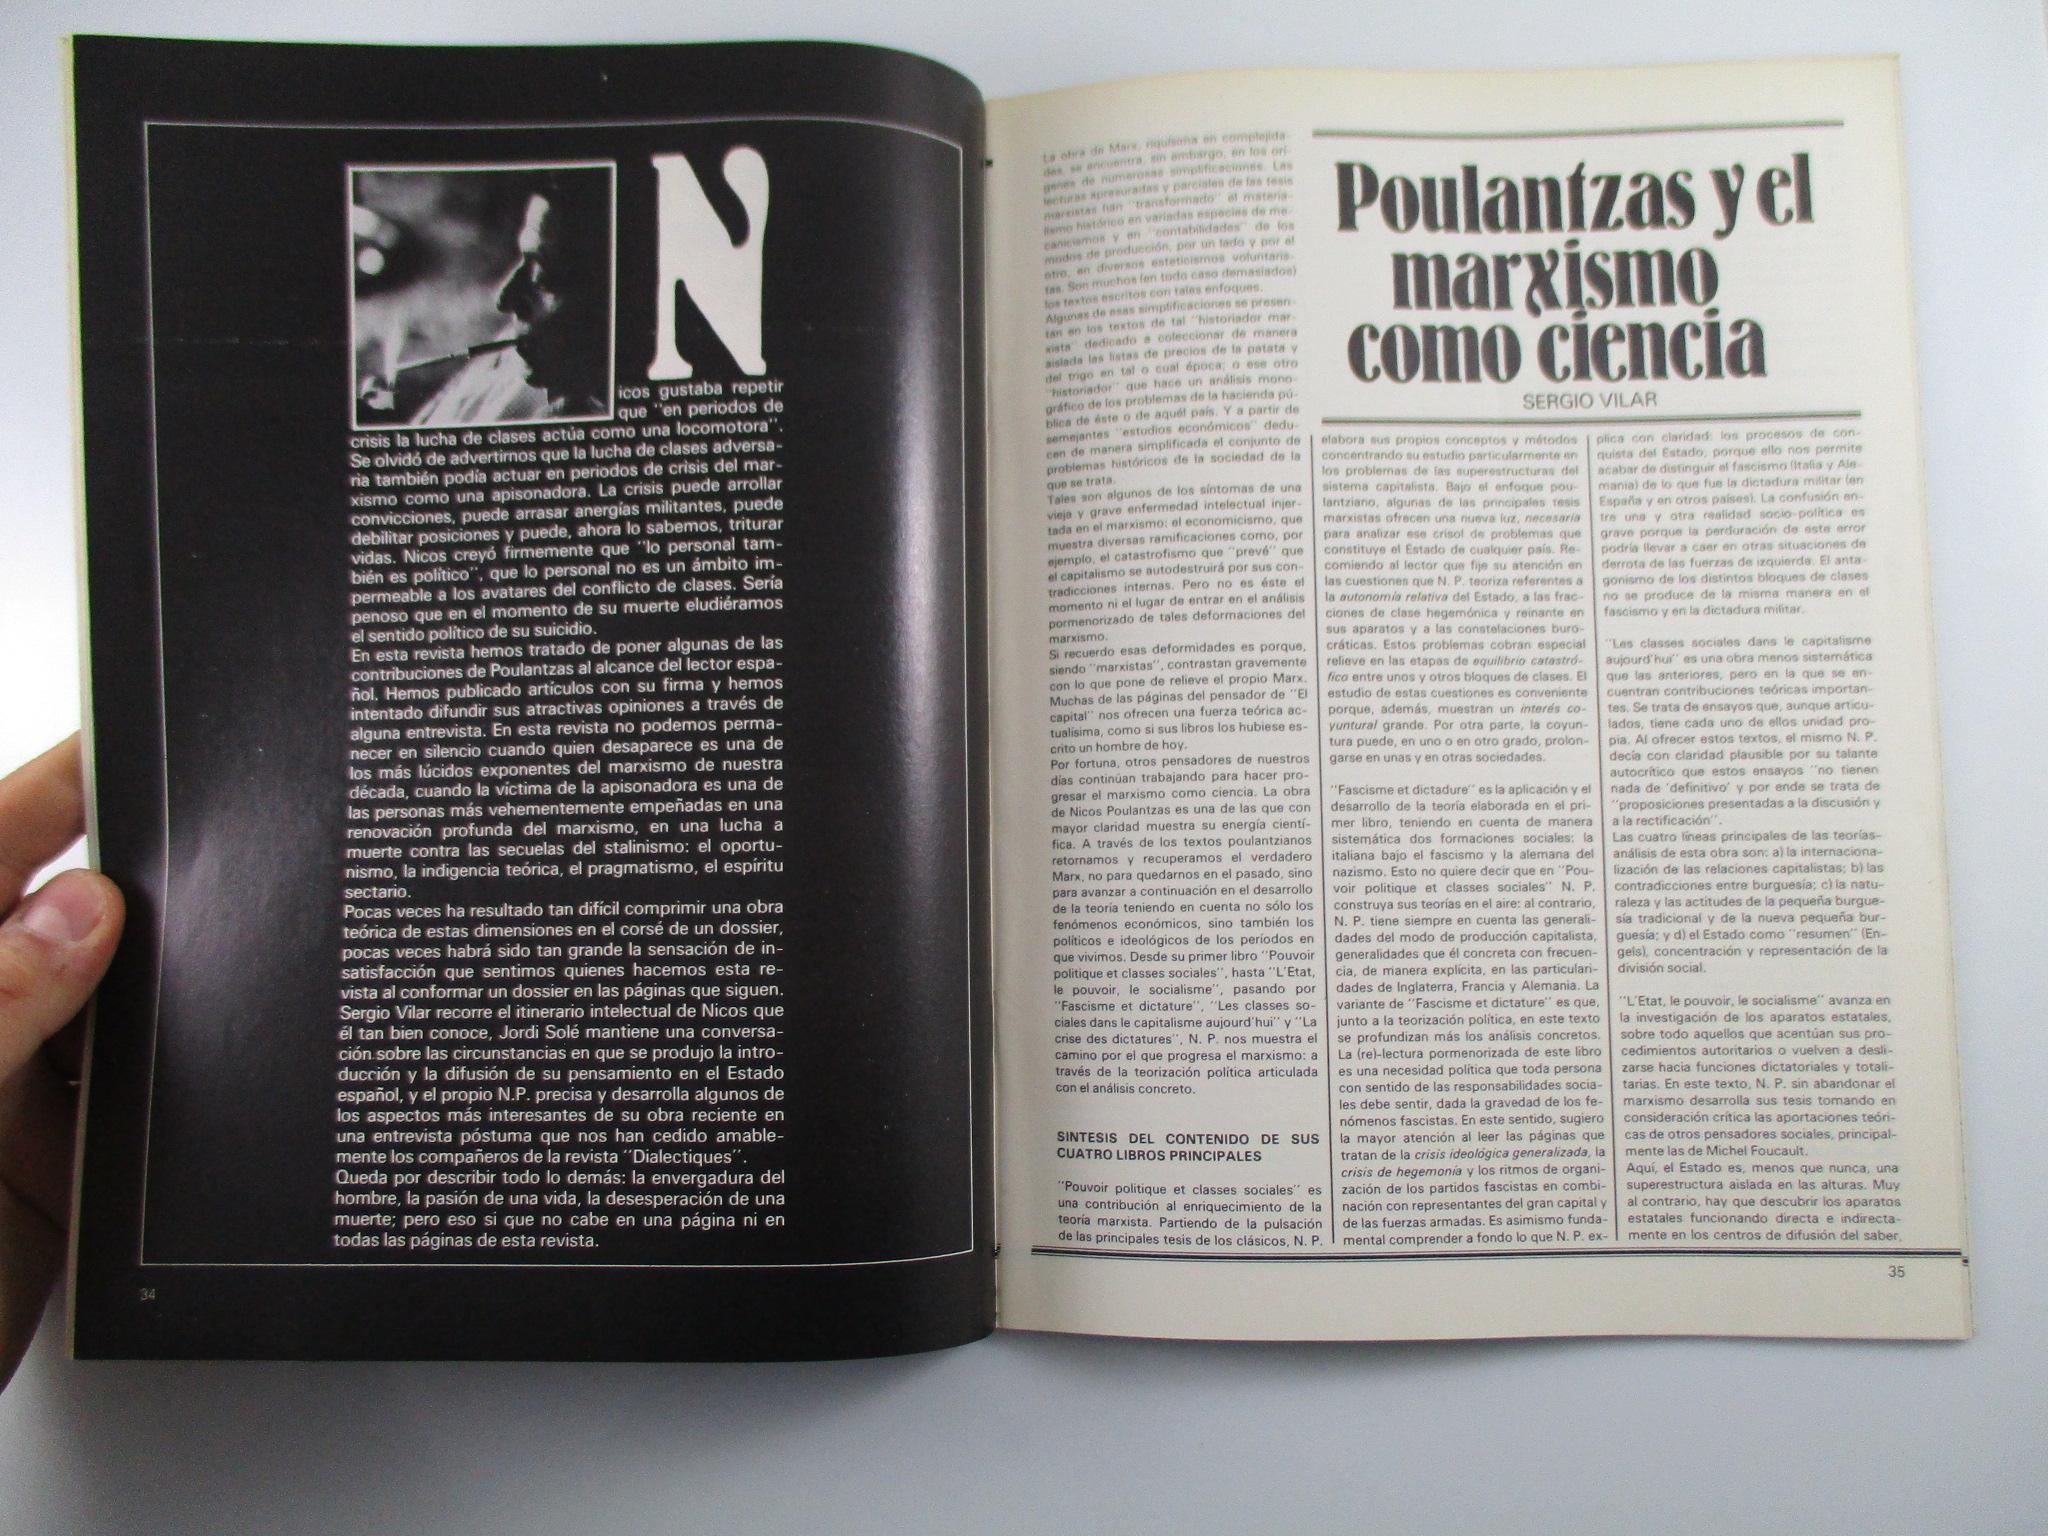 Nicos gustaba repetir
que "en periodos de
crisis la lucha de clases actúa como una locomotora".
Se olvidó de advertirnos que la lucha de clases adversa-
ria también podía actuar en periodos de crisis del mar-
xismo como una apisonadora. La crisis puede arrollar
convicciones, puede arrasar anergías militantes, puede
debilitar posiciones y puede, ahora lo sabemos, triturar
vidas. Nicos creyó firmemente que "lo personal tam-
bién es político", que lo personal no es un ámbito im-
permeable a los avatares del conflicto de clases. Sería
penoso que en el momento de su muerte eludiéramos
el sentido político de su suicidio.
En esta revista hemos tratado de poner algunas de las
contribuciones de Poulantzas al alcance del lector espa-
ñol. Hemos publicado artículos con su firma y hemos
intentado difundir sus atractivas opiniones a través de
alguna entrevista. En esta revista no podemos perma-
necer en silencio cuando quien desaparece es una de
los más lúcidos exponentes del marxismo de nuestra
década, cuando la víctima de la apisonadora es una de
las personas más vehementemente empeñadas en una
renovación profunda del marxismo, en una lucha a
muerte contra las secuelas del stalinismo: el oportu-
nismo, la indigencia teórica, el pragmatismo, el espíritu
sectario.
Pocas veces ha resultado tan difícil comprimir una obra
teórica de estas dimensiones en el corsé de un dossier,
pocas veces habrá sido tan grande la sensación de in-
satisfacción que sentimos quienes hacemos esta re-
vista al conformar un dossier en las páginas que siguen.
Sergio Vilar recorre el itinerario intelectual de Nicos que
él tan bien conoce, Jordi Solé mantiene una conversa-
ción sobre las circunstancias en que se produjo la intro-
ducción y la difusión de su pensamiento en el Estado
español, y el propio N.P. precisa y desarrolla algunos de
los aspectos más interesantes de su obra reciente en
una entrevista póstuma que nos han cedido amable-
mente los compañeros de la revista "Dialectiques".
Queda por describir todo lo demás: la envergadura del
hombre, la pasión de una vida, la desesperación de una
muerte; pero eso si que no cabe en una página ni en
todas las páginas de esta revista.
34
Poulantzas y el
marxismo
como ciencia
SERGIO VILAR
La obra de Marx, riquísima en complejida-
des, se encuentra, sin embargo, en los orí-
genes de numerosas simplificaciones. Las
lecturas apresuradas y parciales de las tesis
marxistas han "transformado" el materia-
lismo histórico en variadas especies de me-
canicismos y en "contabilidades" de los
modos de producción, por un lado y por el
otro, en diversos esteticismos voluntaris-
tas. Son muchos (en todo caso demasiados)
los textos escritos con tales enfoques.
Algunas de esas simplificaciones se presen-
tan en los textos de tal "historiador mar-
xista" dedicado a coleccionar de manera
aislada las listas de precios de la patata y
del trigo en tal o cual época; o ese otro
"historiador" que hace un análisis mono-
gráfico de los problemas de la hacienda pú-
blica de éste o de aquél país. Y a partir de
semejantes "estudios económicos" dedu-
cen de manera simplificada el conjunto de
problemas históricos de la sociedad de la
que se trata.
Tales son algunos de los síntomas de una
vieja y grave enfermedad intelectual injer-
tada en el marxismo: el economicismo, que
muestra diversas ramificaciones como, por
ejemplo, el catastrofismo que "prevé" que
el capitalismo se autodestruirá por sus con-
tradicciones internas. Pero no es éste el
momento ni el lugar de entrar en el análisis
pormenorizado de tales deformaciones del
marxismo.
Si recuerdo esas deformidades es porque,
siendo "marxistas", contrastan gravemente
con lo que pone de relieve el propio Marx.
Muchas de las páginas del pensador de "El
capital" nos ofrecen una fuerza teórica ac-
tualísima, como si sus libros los hubiese es-
crito un hombre de hoy.
Por fortuna, otros pensadores de nuestros
días continúan trabajando para hacer pro-
gresar el marxismo como ciencia. La obra
de Nicos Poulantzas es una de las que con
mayor claridad muestra su energía cientí-
fica. A través de los textos poulantzianos
retornamos y recuperamos el verdadero
Marx, no para quedarnos en el pasado, sino
para avanzar a continuación en el desarrollo
de la teoría teniendo en cuenta no sólo los
fenómenos económicos, sino también los
políticos e ideológicos de los períodos en
que vivimos. Desde su primer libro "Pouvoir
politique et classes sociales", hasta "L'Etat,
le pouvoir, le socialisme", pasando por
"Fascisme et dictature", "Les classes so-
ciales dans le capitalisme aujourd'hui" y "La
crise des dictatures", N.P. nos muestra el
camino por el que progresa el marxismo: a
través de la teorización política articulada
con el análisis concreto.
SINTESIS DEL CONTENIDO DE SUS
CUATRO LIBROS PRINCIPALES
"Pouvoir politique et classes sociales" es
una contribución al enriquecimiento de la
teoría marxista. Partiendo de la pulsación
de las principales tesis de los clásicos, N. P.
elabora sus propios conceptos y métodos
concentrando su estudio particularmente en
los problemas de las superestructuras del
sistema capitalista. Bajo el enfoque pou-
lantziano, algunas de las principales tesis
marxistas ofrecen una nueva luz, necesaria
para analizar ese crisol de problemas que
constituye el Estado de cualquier país. Re-
comiendo al lector que fije su atención en
las cuestiones que N. P. teoriza referentes a
la autonomía relativa del Estado, a las frac-
ciones de clase hegemónica y reinante en
sus aparatos y a las constelaciones buro-
cráticas. Estos problemas cobran especial
relieve en las etapas de equilibrio catastró-
fico entre unos y otros bloques de clases. El
estudio de estas cuestiones es conveniente
porque, además, muestran un interés co-
yuntural grande. Por otra parte, la coyun-
tura puede, en uno o en otro grado, prolon-
garse en unas y en otras sociedades.
"Fascisme et dictadure" es la aplicación y el
desarrollo de la teoría elaborada en el pri-
mer libro, teniendo en cuenta de manera
sistemática dos formaciones sociales: la
italiana bajo el fascismo y la alemana del
nazismo. Esto no quiere decir que en "Pou-
voir politique et classes sociales" N. P.
construya sus teorías en el aire: al contrario,
N. P. tiene siempre en cuenta las generali-
dades del modo de producción capitalista,
generalidades que él concreta con frecuen-
cia, de manera explícita, en las particulari-
dades de Inglaterra, Francia y Alemania. La
variante de "Fascisme et dictature" es que,
junto a la teorización política, en este texto
se profundizan más los análisis concretos.
La (re)-lectura pormenorizada de este libro
es una necesidad política que toda persona
con sentido de las responsabilidades socia-
les debe sentir, dada la gravedad de los fe-
nómenos fascistas. En este sentido, sugiero
la mayor atención al leer las páginas que
tratan de la crisis ideológica generalizada, la
crisis de hegemonía y los ritmos de organi-
zación de los partidos fascistas en combi-
nación con representantes del gran capital y
de las fuerzas armadas. Es asimismo funda-
mental comprender a fondo lo que N. P. ex-
plica con claridad: los procesos de con-
quista del Estado, porque ello nos permite
acabar de distinguir el fascismo (Italia y Ale-
mania) de lo que fue la dictadura militar (en
España y en otros países). La confusión en-
tre una y otra realidad socio-política es
grave porque la perduración de este error
podría llevar a caer en otras situaciones de
derrota de las fuerzas de izquierda. El anta-
gonismo de los distintos bloques de clases
no se produce de la misma manera en el
fascismo y en la dictadura militar.
"Les classes sociales dans le capitalisme
aujourd'hui" es una obra menos sistemática
que las anteriores, pero en la que se en-
cuentran contribuciones teóricas importan-
tes. Se trata de ensayos que, aunque articu-
lados, tiene cada uno de ellos unidad pro-
pia. Al ofrecer estos textos, el mismo N. P.
decía con claridad plausible por su talante
autocrítico que estos ensayos "no tienen
nada de 'definitivo' y por ende se trata de
"proposiciones presentadas a la discusión y
a la rectificación".
Las cuatro líneas principales de las teorías-
análisis de esta obra son: a) la internaciona-
lización de las relaciones capitalistas; b) las
contradicciones entre burguesía; c) la natu-
raleza y las actitudes de la pequeña burgue-
sía tradicional y de la nueva pequeña bur-
guesía; y d) el Estado como "resumen" (En-
gels), concentración y representación de la
división social.
"L'Etat, le pouvoir, le socialisme" avanza en
la investigación de los aparatos estatales,
sobre todo aquellos que acentúan sus pro-
cedimientos autoritarios o vuelven a desli-
zarse hacia funciones dictatoriales y totali-
tarias. En este texto, N. P. sin abandonar el
marxismo desarrolla sus tesis tomando en
consideración crítica las aportaciones teóri-
cas de otros pensadores sociales, principal-
mente las de Michel Foucault.
Aquí, el Estado es, menos que nunca, una
superestructura aislada en las alturas. Muy
al contrario, hay que descubrir los aparatos
estatales funcionando directa e indirecta-
mente en los centros de difusión del saber,
35